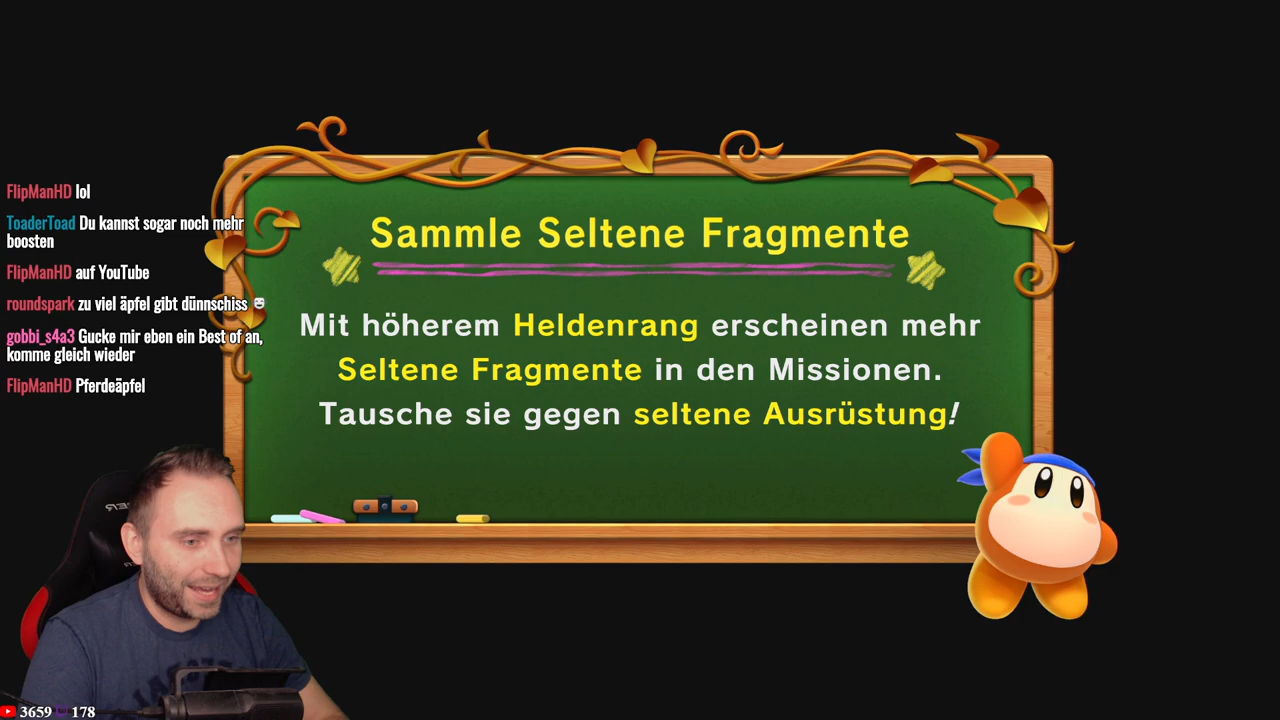 Sammle Seltene Fragmente
Mit höherem Heldenrang erscheinen mehr
Seltene Fragmente in den Missionen.
Tausche sie gegen seltene Ausrüstung!
FlipManHD lol
ToaderToad Du kannst sogar noch mehr
boosten
FlipManHD auf YouTube
roundspark zu viel äpfel gibt dünnschiss
gobbi_s4a3 Gucke mir eben ein Best of an,
komme gleich wieder
FlipManHD Pferdeäpfel
3659 178